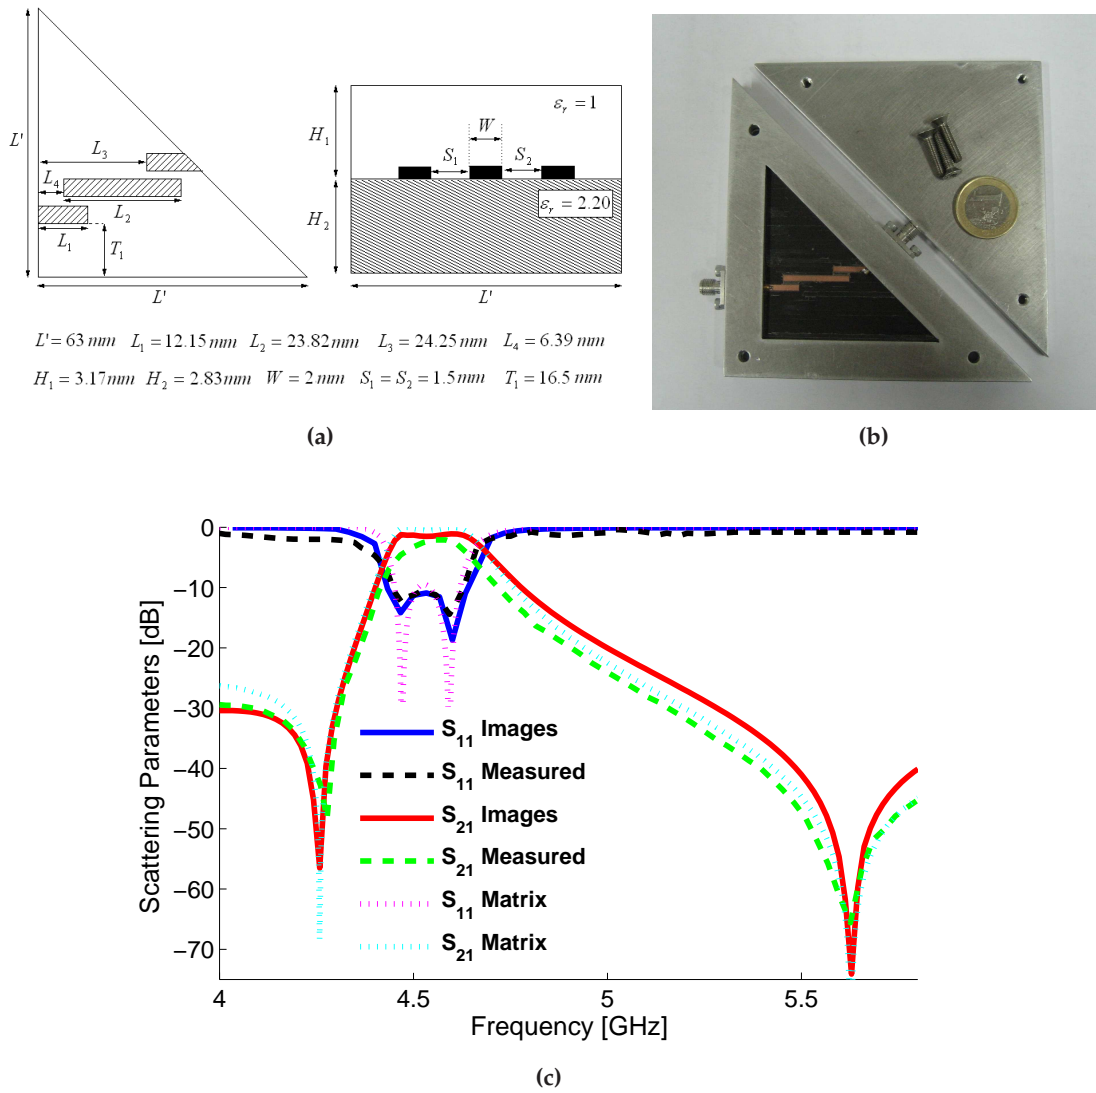 L'
L₃
L₄
L₂
L₁
T₁
L'
ε_r = 1
H₁
W
S₁
S₂
H₂
ε_r = 2.20
L'
L' = 63 mm L₁ = 12.15 mm L₂ = 23.82 mm L₃ = 24.25 mm L₄ = 6.39 mm
H₁ = 3.17 mm H₂ = 2.83 mm W = 2 mm S₁ = S₂ = 1.5 mm T₁ = 16.5 mm
(a)
(b)
Scattering Parameters [dB]
0
−10
−20
−30
−40
−50
−60
−70
S₁₁ Images
S₁₁ Measured
S₂₁ Images
S₂₁ Measured
S₁₁ Matrix
S₂₁ Matrix
4 4.5 5 5.5
Frequency [GHz]
(c)